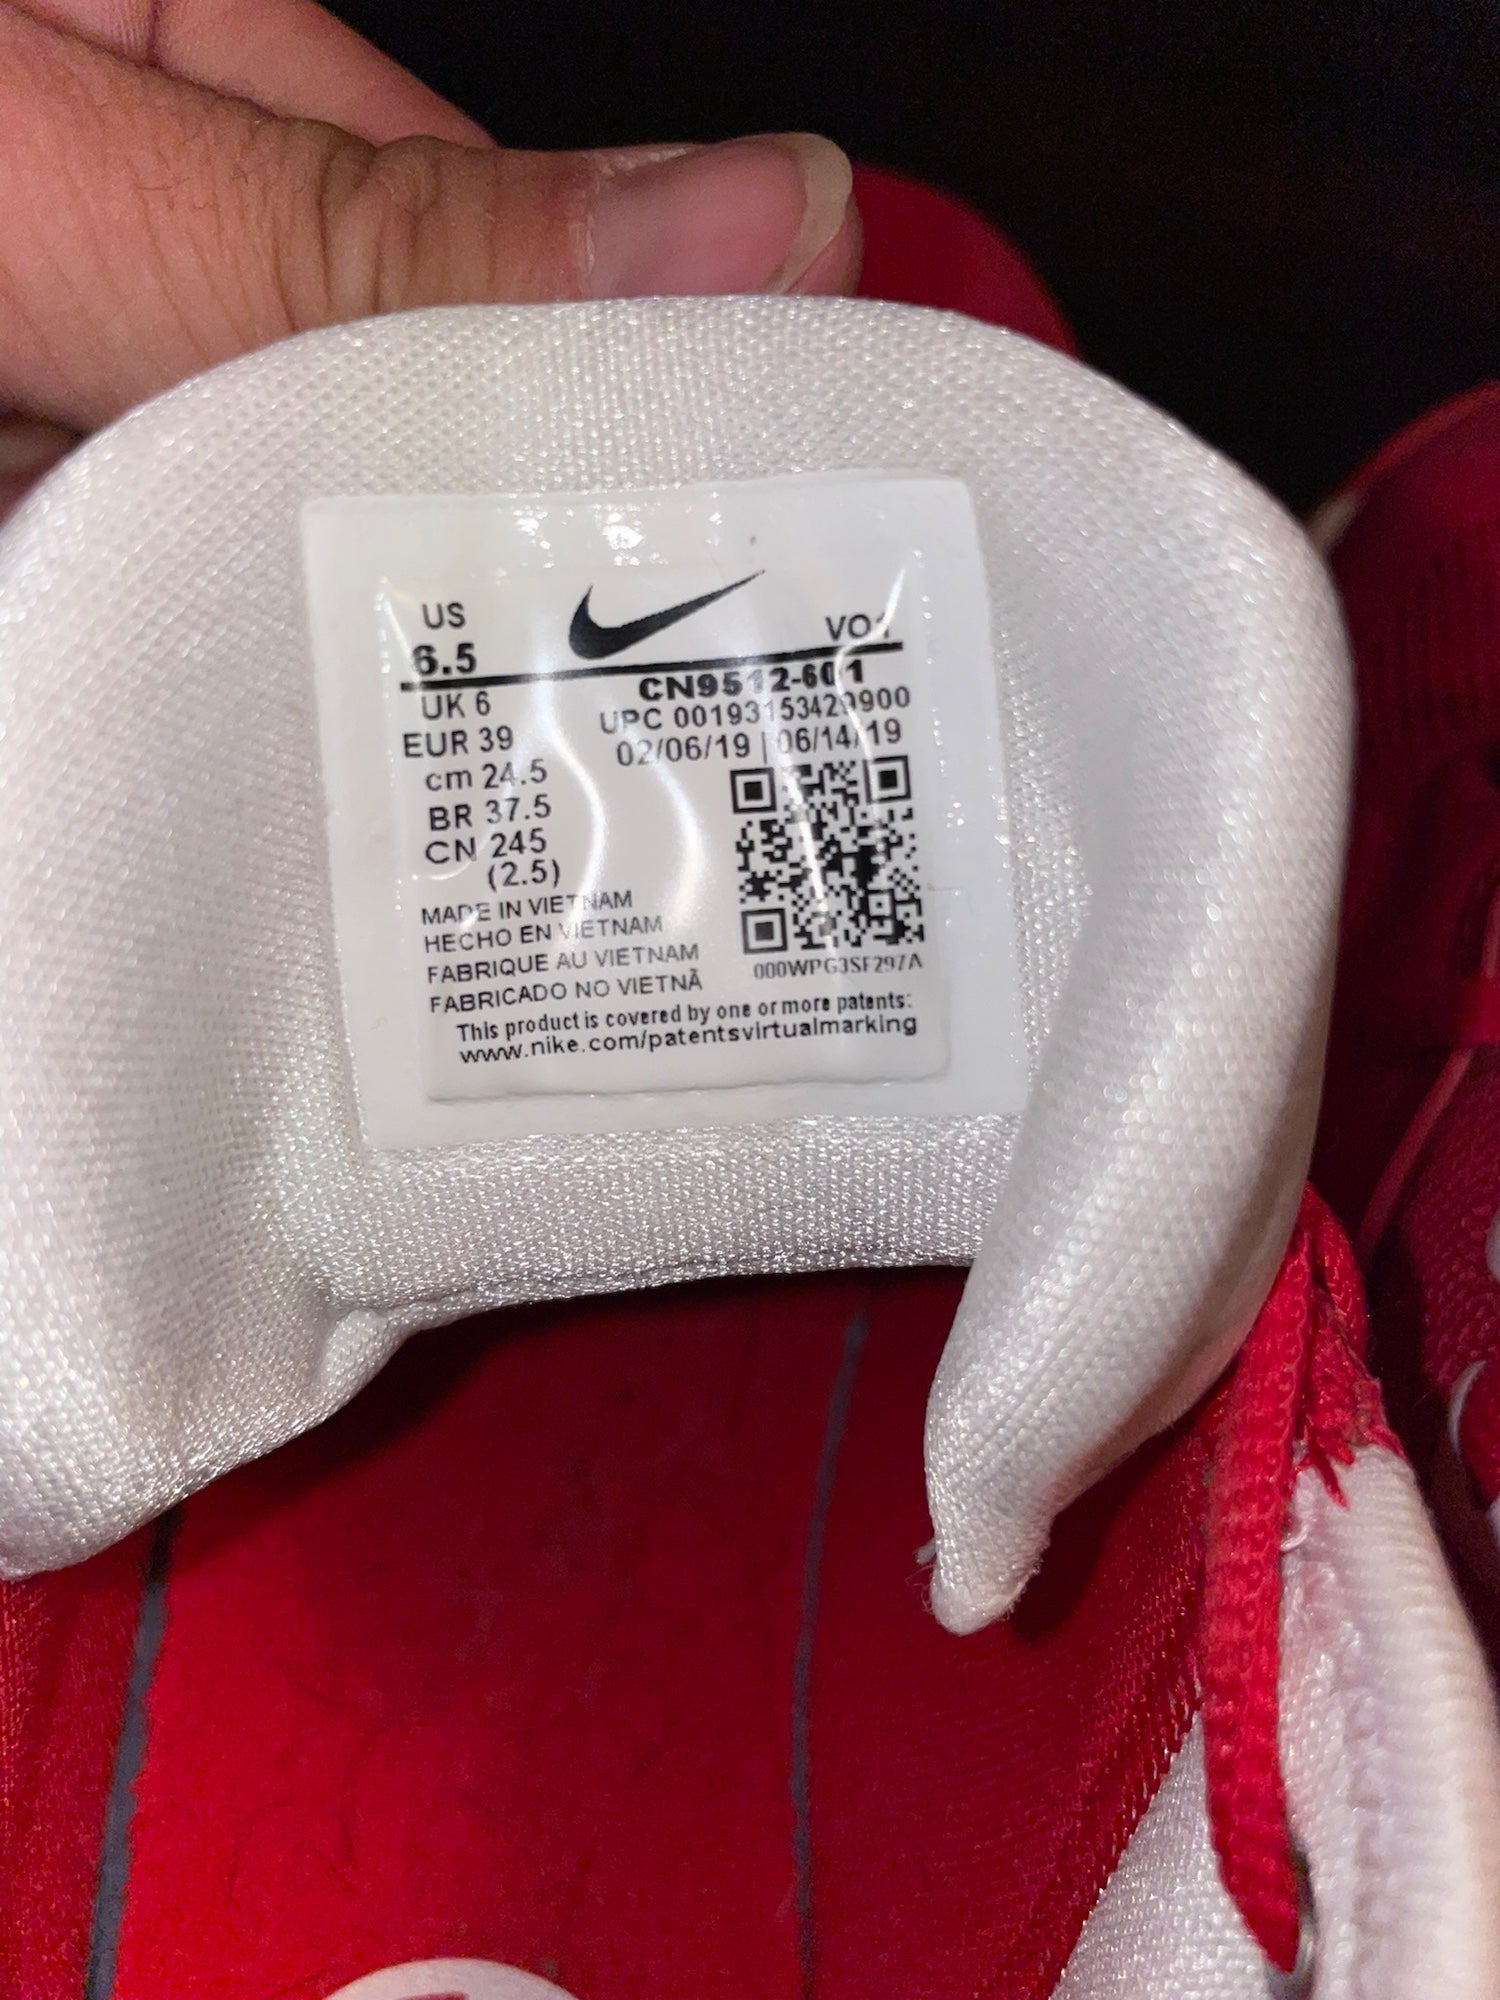 US
6.5
VO1
UK 6
CN9512-601
EUR 39
UPC 00193153429900
02/06/19 | 06/14/19
cm 24.5
BR 37.5
CN 245
(2.5)
MADE IN VIETNAM
HECHO EN VIETNAM
FABRIQUE AU VIETNAM
FABRICADO NO VIETNÃ
000WPG3SF297A
This product is covered by one or more patents:
www.nike.com/patentsvirtualmarking